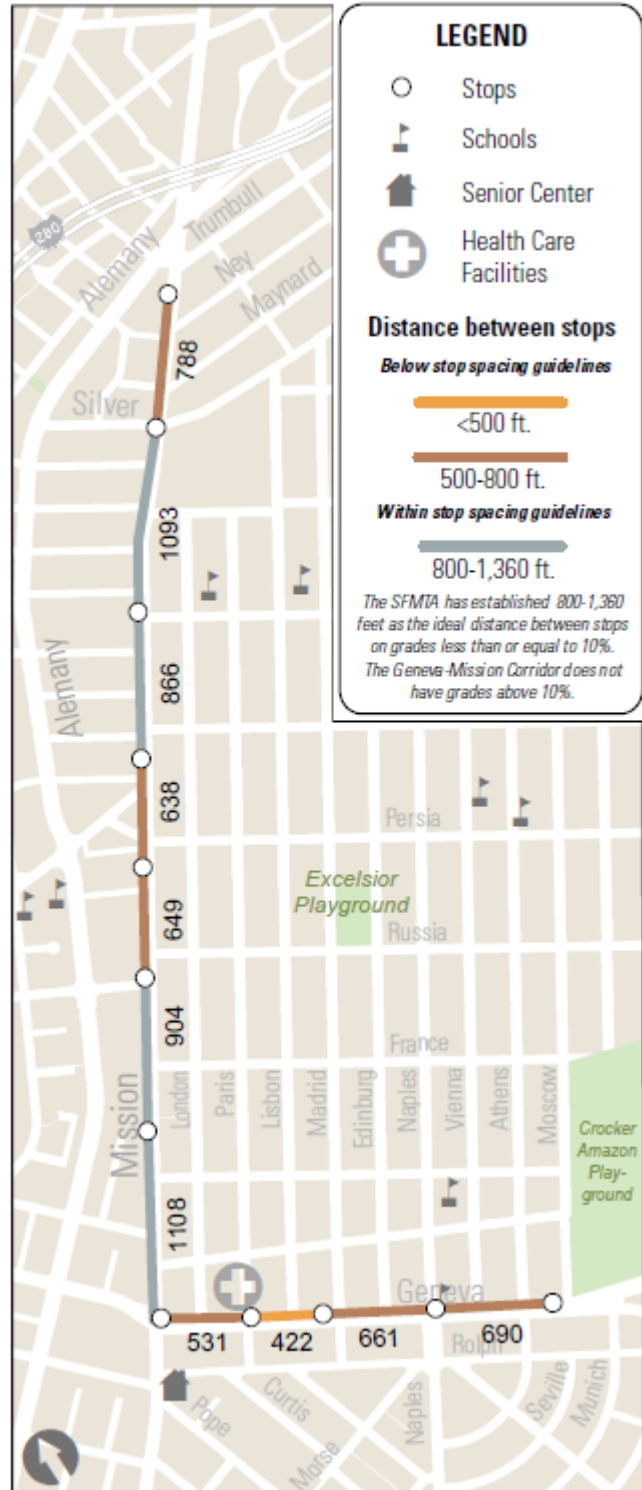 LEGEND
Stops
Schools
Senior Center
Health Care
Facilities
Distance between stops
Below stop spacing guidelines
<500 ft.
500-800 ft.
Within stop spacing guidelines
800-1,360 ft.
The SFMTA has established 800-1,360
feet as the ideal distance between stops
on grades less than or equal to 10%.
The Geneva-Mission Corridor does not
have grades above 10%.
280
Alemany
Trumbull
Ney
Maynard
788
Silver
1093
866
Alemany
638
Persia
Excelsior
Playground
649
Russia
904
France
Mission
London
Paris
Lisbon
Madrid
Edinburg
Naples
Vienna
Athens
Moscow
Crocker
Amazon
Play-
ground
1108
Geneva
531
422
661
690
Rolph
Pope
Curtis
Morse
Naples
Seville
Munich